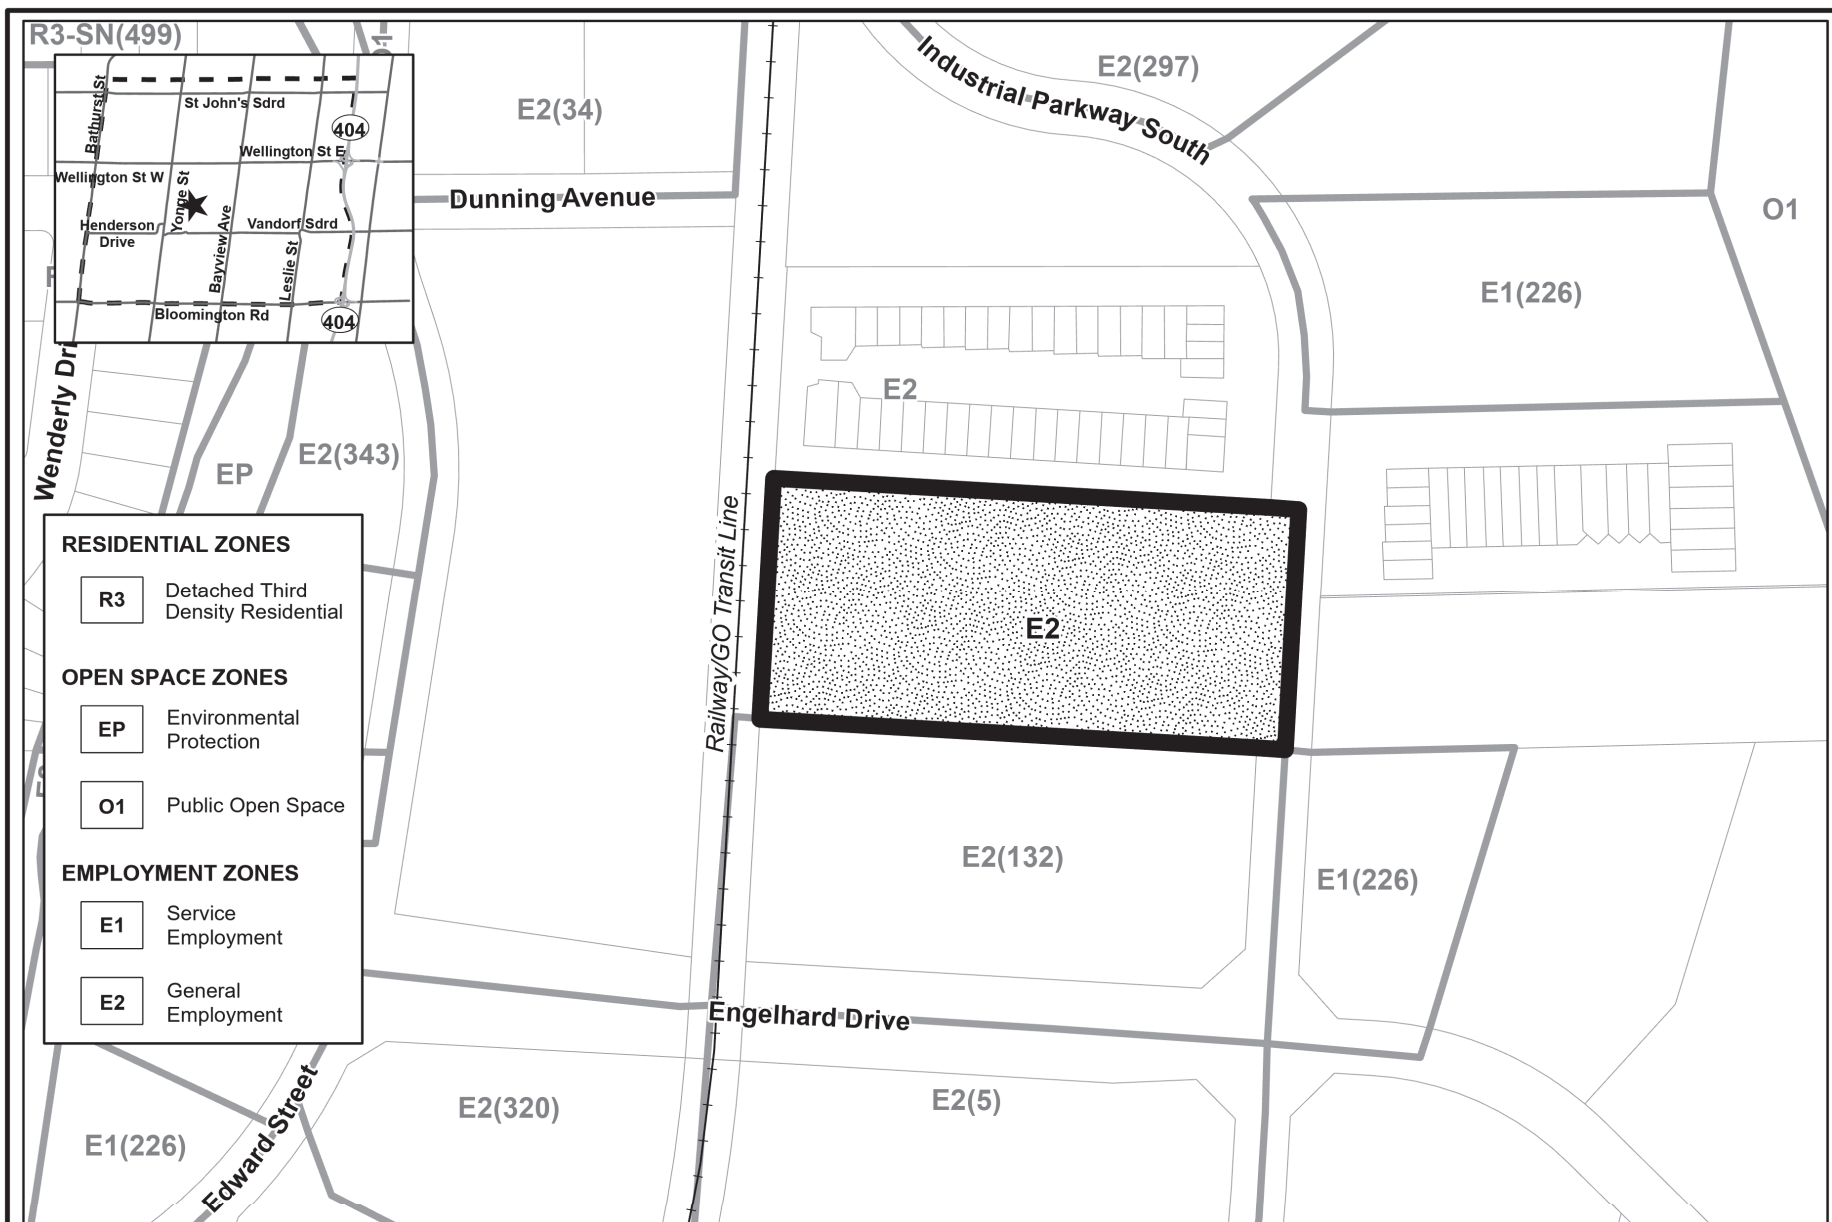 R3-SN(499)
E2(297)
E2(34)
Industrial Parkway South
O1
Dunning Avenue
E1(226)
Bathurst St
St John's Sdrd
404
Wellington St E
Wellington St W
Yonge St
Henderson
Drive
Bayview Ave
Vandorf Sdrd
Leslie St
Bloomington Rd
404
E2
Wenderly Dri
EP
E2(343)
Railway/GO Transit Line
E2
RESIDENTIAL ZONES
R3
Detached Third
Density Residential
OPEN SPACE ZONES
EP
Environmental
Protection
O1
Public Open Space
EMPLOYMENT ZONES
E1
Service
Employment
E2
General
Employment
E2(132)
E1(226)
Engelhard Drive
E2(320)
E2(5)
E1(226)
Edward Street